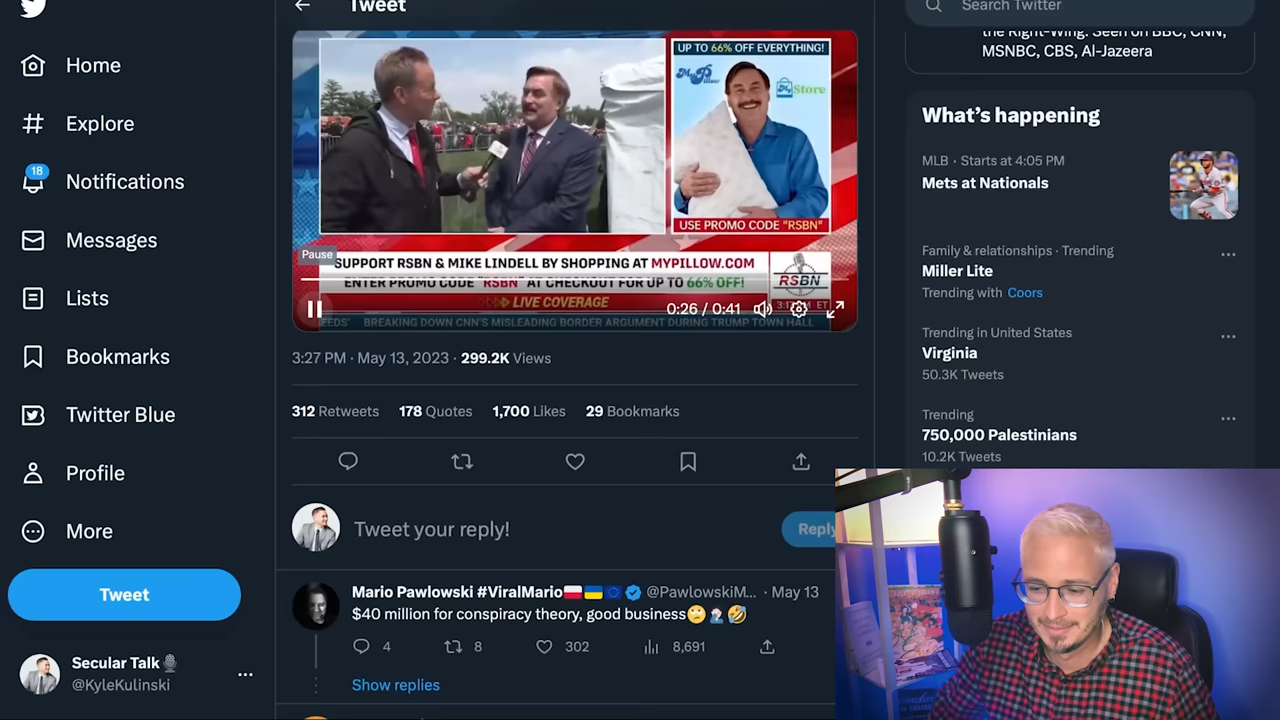 Tweet
Search Twitter
Home
Explore
18
Notifications
Messages
Lists
Bookmarks
Twitter Blue
Profile
More
Tweet
Secular Talk
@KyleKulinski
UP TO 66% OFF EVERYTHING!
MyPillow
MyStore
USE PROMO CODE "RSBN"
Pause
SUPPORT RSBN & MIKE LINDELL BY SHOPPING AT MYPILLOW.COM
ENTER PROMO CODE "RSBN" AT CHECKOUT FOR UP TO 66% OFF!
RSBN
LIVE COVERAGE
0:26 / 0:41
EEDS' BREAKING DOWN CNN'S MISLEADING BORDER ARGUMENT DURING TRUMP TOWN HALL
3:27 PM · May 13, 2023 · 299.2K Views
312 Retweets 178 Quotes 1,700 Likes 29 Bookmarks
Tweet your reply!
Reply
Mario Pawlowski #ViralMario @PawlowskiM... · May 13
$40 million for conspiracy theory, good business
4 8 302 8,691
Show replies
the Right-Wing. Seen on BBC, CNN,
MSNBC, CBS, Al-Jazeera
What's happening
MLB · Starts at 4:05 PM
Mets at Nationals
Family & relationships · Trending
Miller Lite
Trending with Coors
Trending in United States
Virginia
50.3K Tweets
Trending
750,000 Palestinians
10.2K Tweets